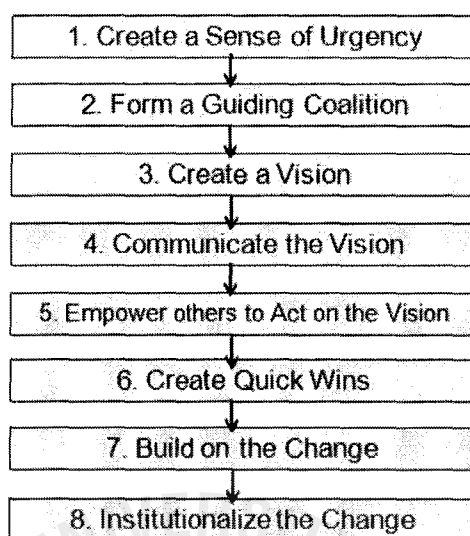 1. Create a Sense of Urgency
2. Form a Guiding Coalition
3. Create a Vision
4. Communicate the Vision
5. Empower others to Act on the Vision
6. Create Quick Wins
7. Build on the Change
8. Institutionalize the Change